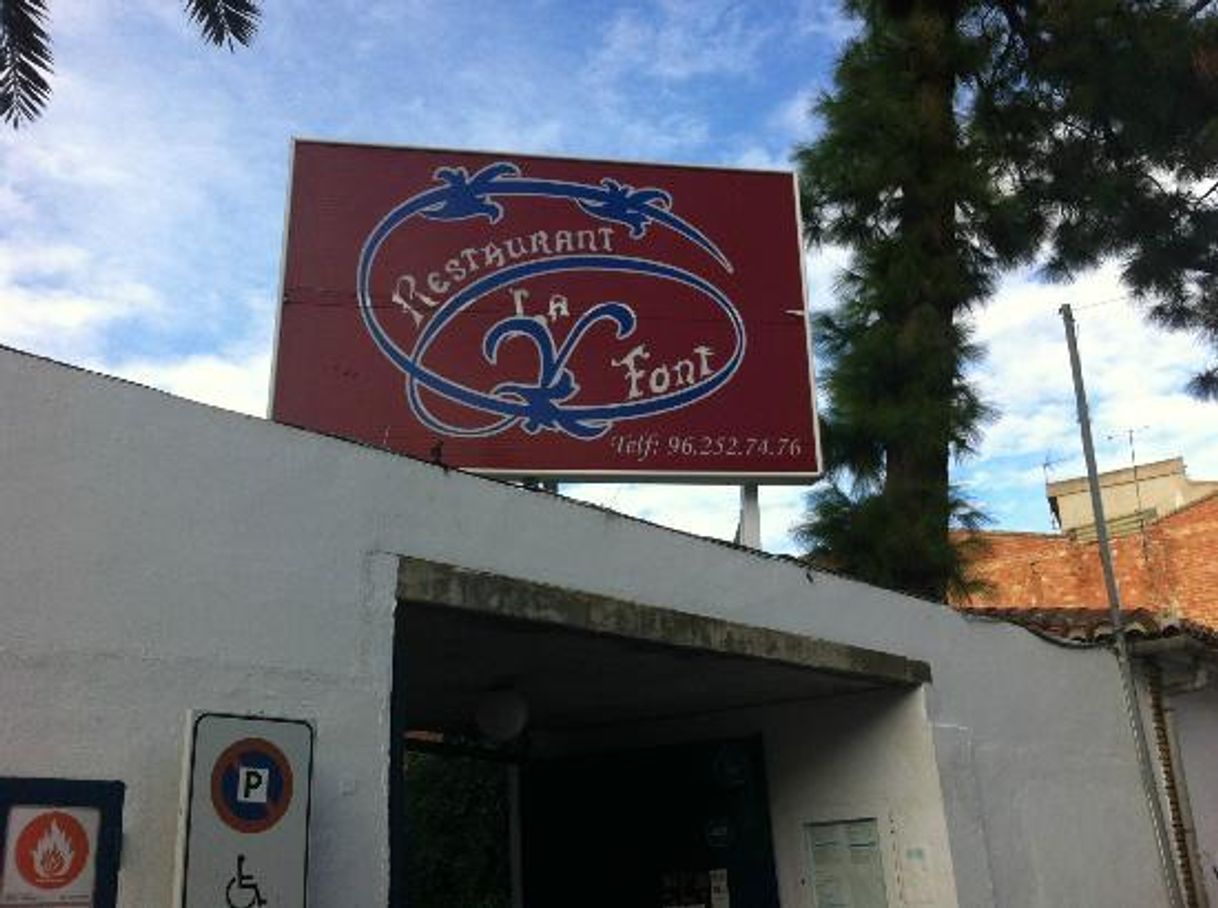 Restaurant
La
Font
Telf: 96.252.74.76
P